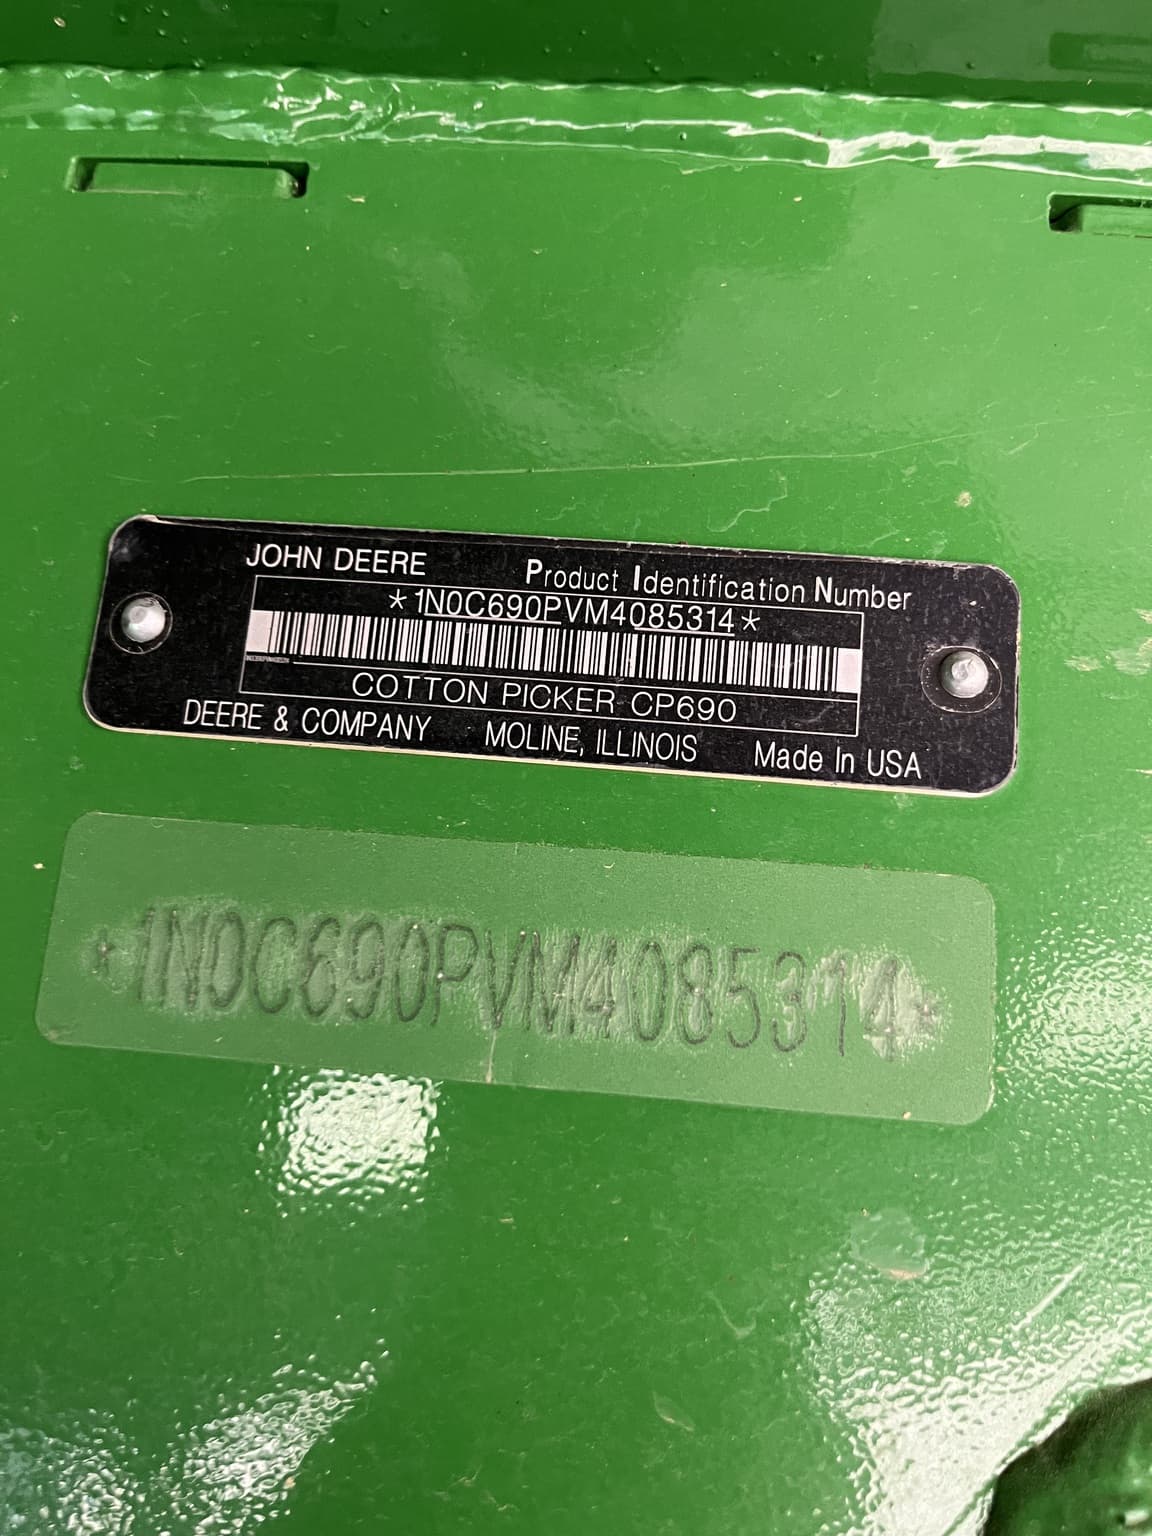 JOHN DEERE Product Identification Number
*1N0C690PVM4085314*
COTTON PICKER CP690
DEERE & COMPANY MOLINE, ILLINOIS Made In USA
*1N0C690PVM4085314*